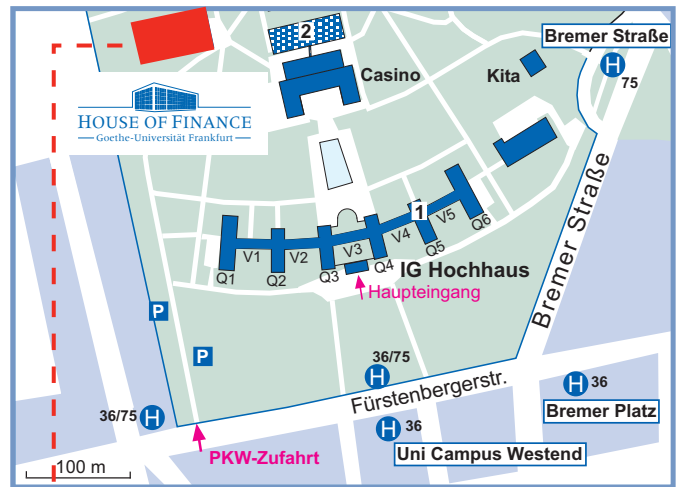 2
Bremer Straße
H
75
Casino
Kita
HOUSE OF FINANCE
Goethe-Universität Frankfurt
Bremer Straße
1
Q6
V5
V4
Q5
V3
Q4
Q3
V2
Q2
V1
Q1
IG Hochhaus
Haupteingang
P
P
36/75
H
Fürstenbergerstr.
H
36
Bremer Platz
36/75
H
H
36
Uni Campus Westend
PKW-Zufahrt
100 m